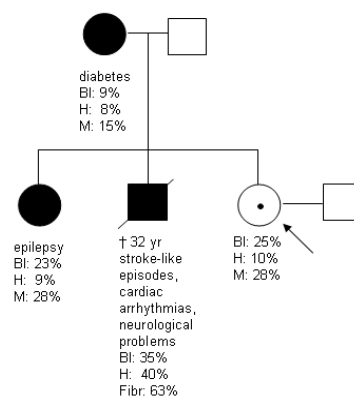 diabetes
Bl: 9%
H: 8%
M: 15%
epilepsy
Bl: 23%
H: 9%
M: 28%
† 32 yr
stroke-like
episodes,
cardiac
arrhythmias,
neurological
problems
Bl: 35%
H: 40%
Fibr: 63%
Bl: 25%
H: 10%
M: 28%